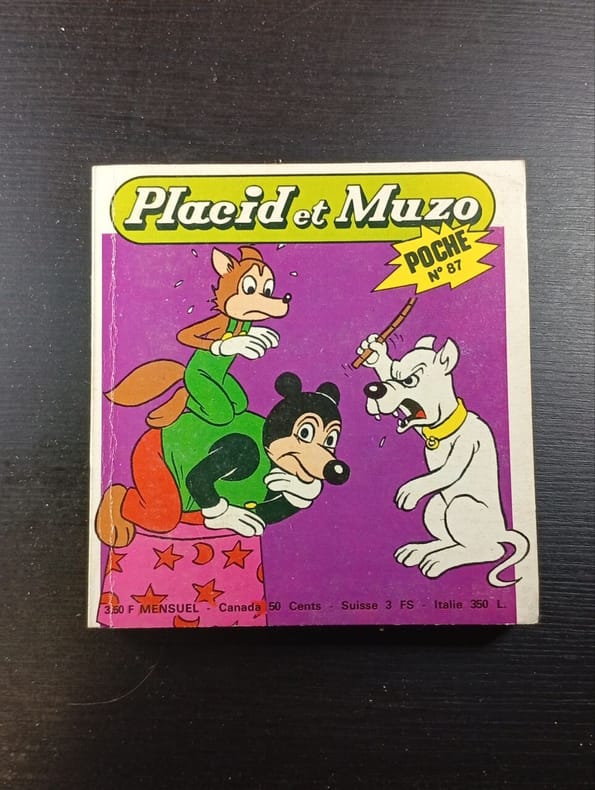 Placid et Muzo
POCHE
N° 87
3,50 F MENSUEL - Canada 50 Cents - Suisse 3 FS - Italie 350 L.